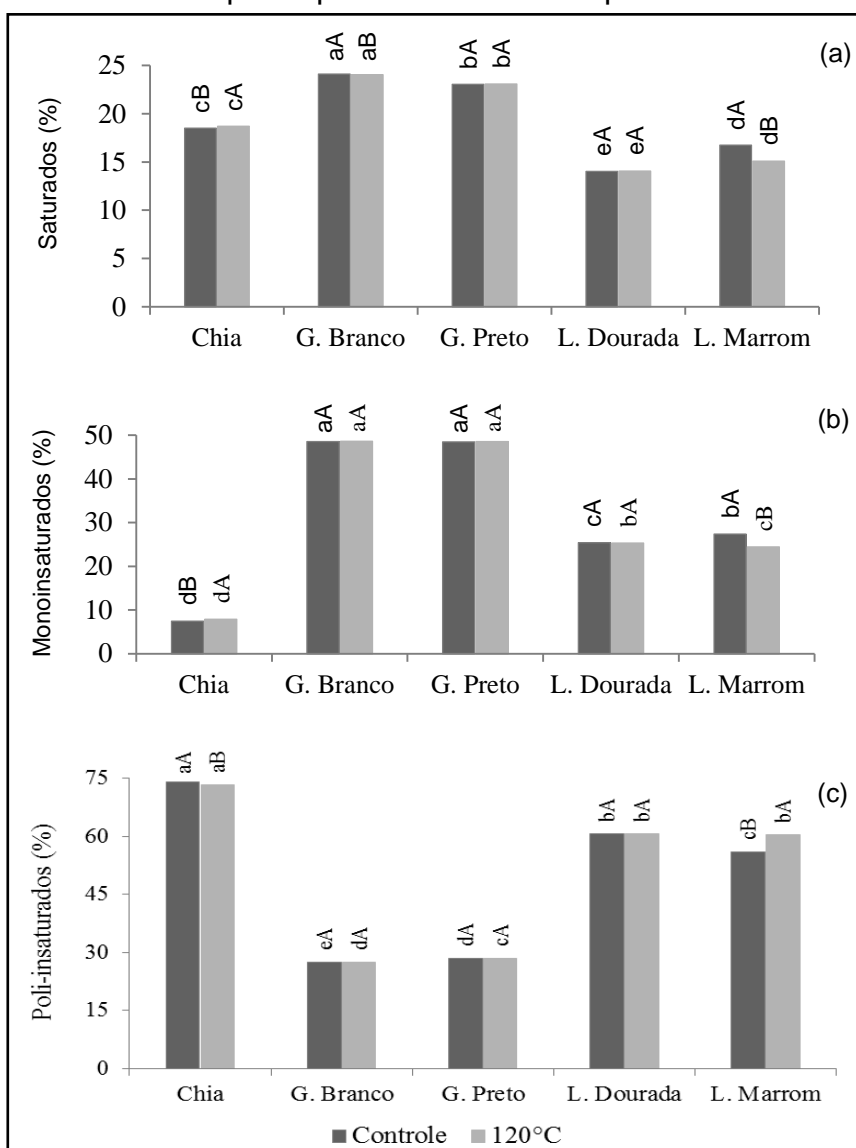 (a)
cB cA aA aB bA bA eA eA dA dB
Saturados (%)
25
20
15
10
5
0
Chia G. Branco G. Preto L. Dourada L. Marrom
(b)
dB dA aA aA aA aA cA bA bA cB
Monoinsaturados (%)
50
40
30
20
10
0
Chia G. Branco G. Preto L. Dourada L. Marrom
(c)
aA aB eA dA dA cA bA bA cB bA
Poli-insaturados (%)
75
60
45
30
15
0
Chia G. Branco G. Preto L. Dourada L. Marrom
Controle 120°C